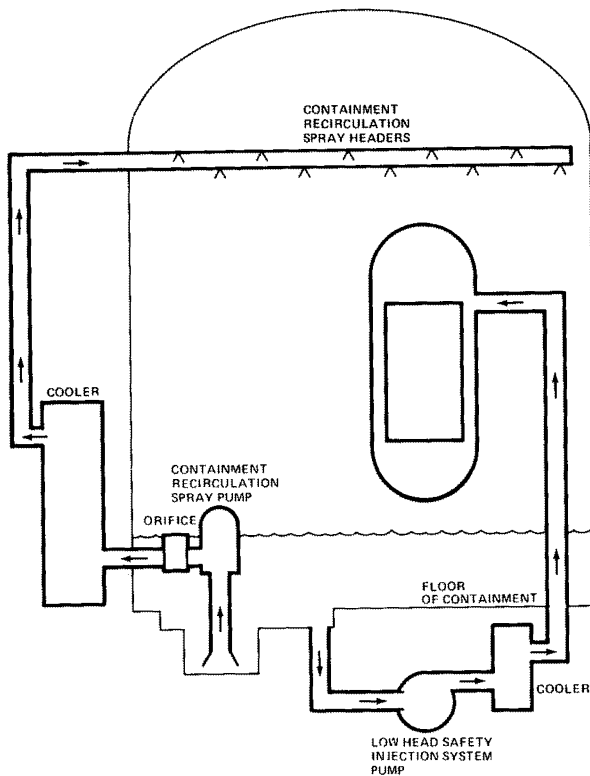 CONTAINMENT
RECIRCULATION
SPRAY HEADERS
COOLER
CONTAINMENT
RECIRCULATION
SPRAY PUMP
ORIFICE
FLOOR
OF CONTAINMENT
COOLER
LOW HEAD SAFETY
INJECTION SYSTEM
PUMP